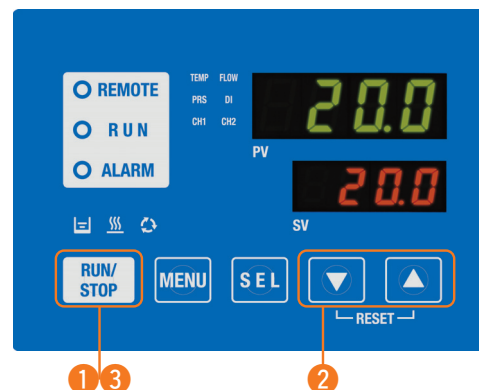 REMOTE
RUN
ALARM
TEMP FLOW
PRS DI
CH1 CH2
20.0
PV
20.0
SV
RUN/
STOP
MENU
SEL
RESET
1 3
2